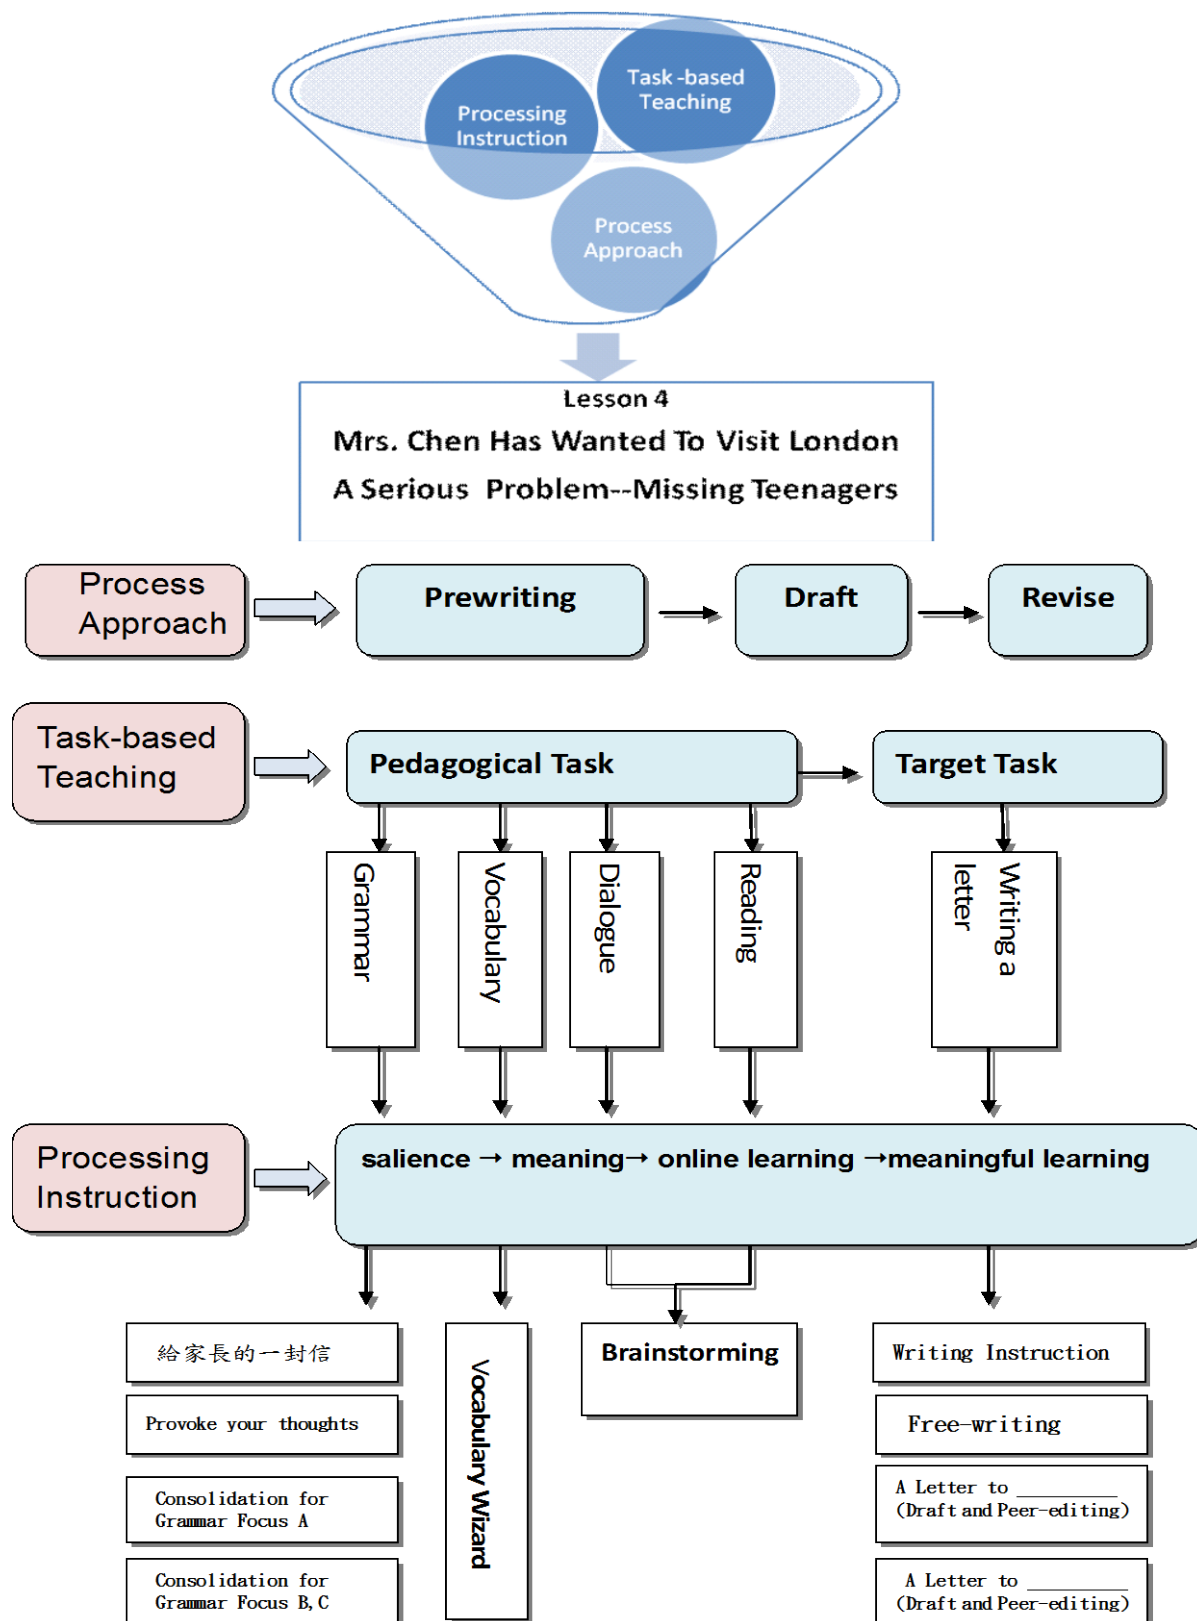 Task-based
Teaching
Processing
Instruction
Process
Approach
Lesson 4
Mrs. Chen Has Wanted To Visit London
A Serious Problem--Missing Teenagers
Process
Approach
Prewriting
Draft
Revise
Task-based
Teaching
Pedagogical Task
Target Task
Grammar
Vocabulary
Dialogue
Reading
Writing a
letter
Processing
Instruction
salience → meaning→ online learning →meaningful learning
給家長的一封信
Provoke your thoughts
Consolidation for
Grammar Focus A
Consolidation for
Grammar Focus B,C
Vocabulary Wizard
Brainstorming
Writing Instruction
Free-writing
A Letter to _________
(Draft and Peer-editing)
A Letter to _________
(Draft and Peer-editing)